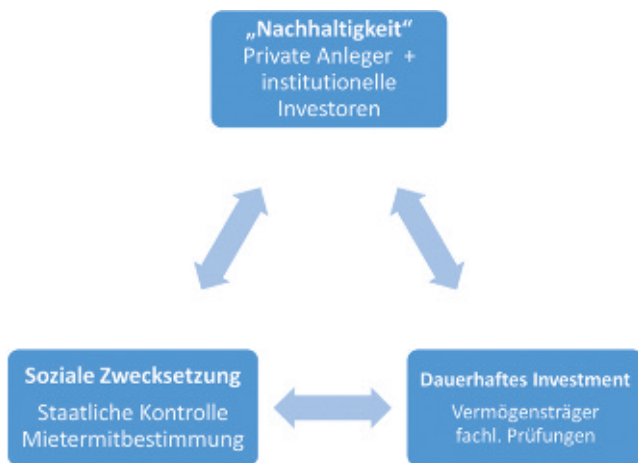 „Nachhaltigkeit“
Private Anleger +
institutionelle
Investoren
Soziale Zwecksetzung
Staatliche Kontrolle
Mietermitbestimmung
Dauerhaftes Investment
Vermögensträger
fachl. Prüfungen